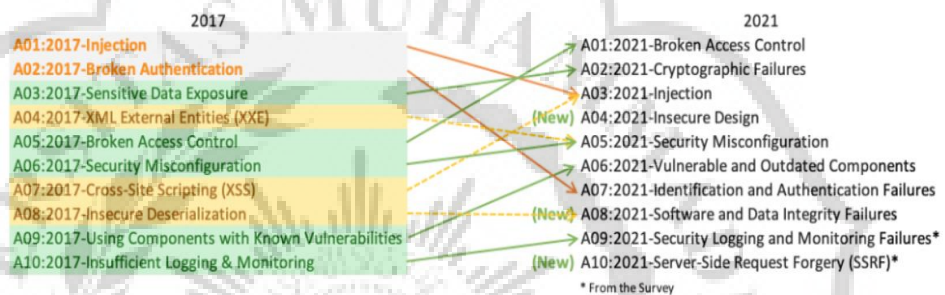 2017
2021
A01:2017-Injection
A01:2021-Broken Access Control
A02:2017-Broken Authentication
A02:2021-Cryptographic Failures
A03:2017-Sensitive Data Exposure
A03:2021-Injection
A04:2017-XML External Entities (XXE)
(New) A04:2021-Insecure Design
A05:2017-Broken Access Control
A05:2021-Security Misconfiguration
A06:2017-Security Misconfiguration
A06:2021-Vulnerable and Outdated Components
A07:2017-Cross-Site Scripting (XSS)
A07:2021-Identification and Authentication Failures
A08:2017-Insecure Deserialization
(New) A08:2021-Software and Data Integrity Failures
A09:2017-Using Components with Known Vulnerabilities
A09:2021-Security Logging and Monitoring Failures*
A10:2017-Insufficient Logging & Monitoring
(New) A10:2021-Server-Side Request Forgery (SSRF)*
* From the Survey